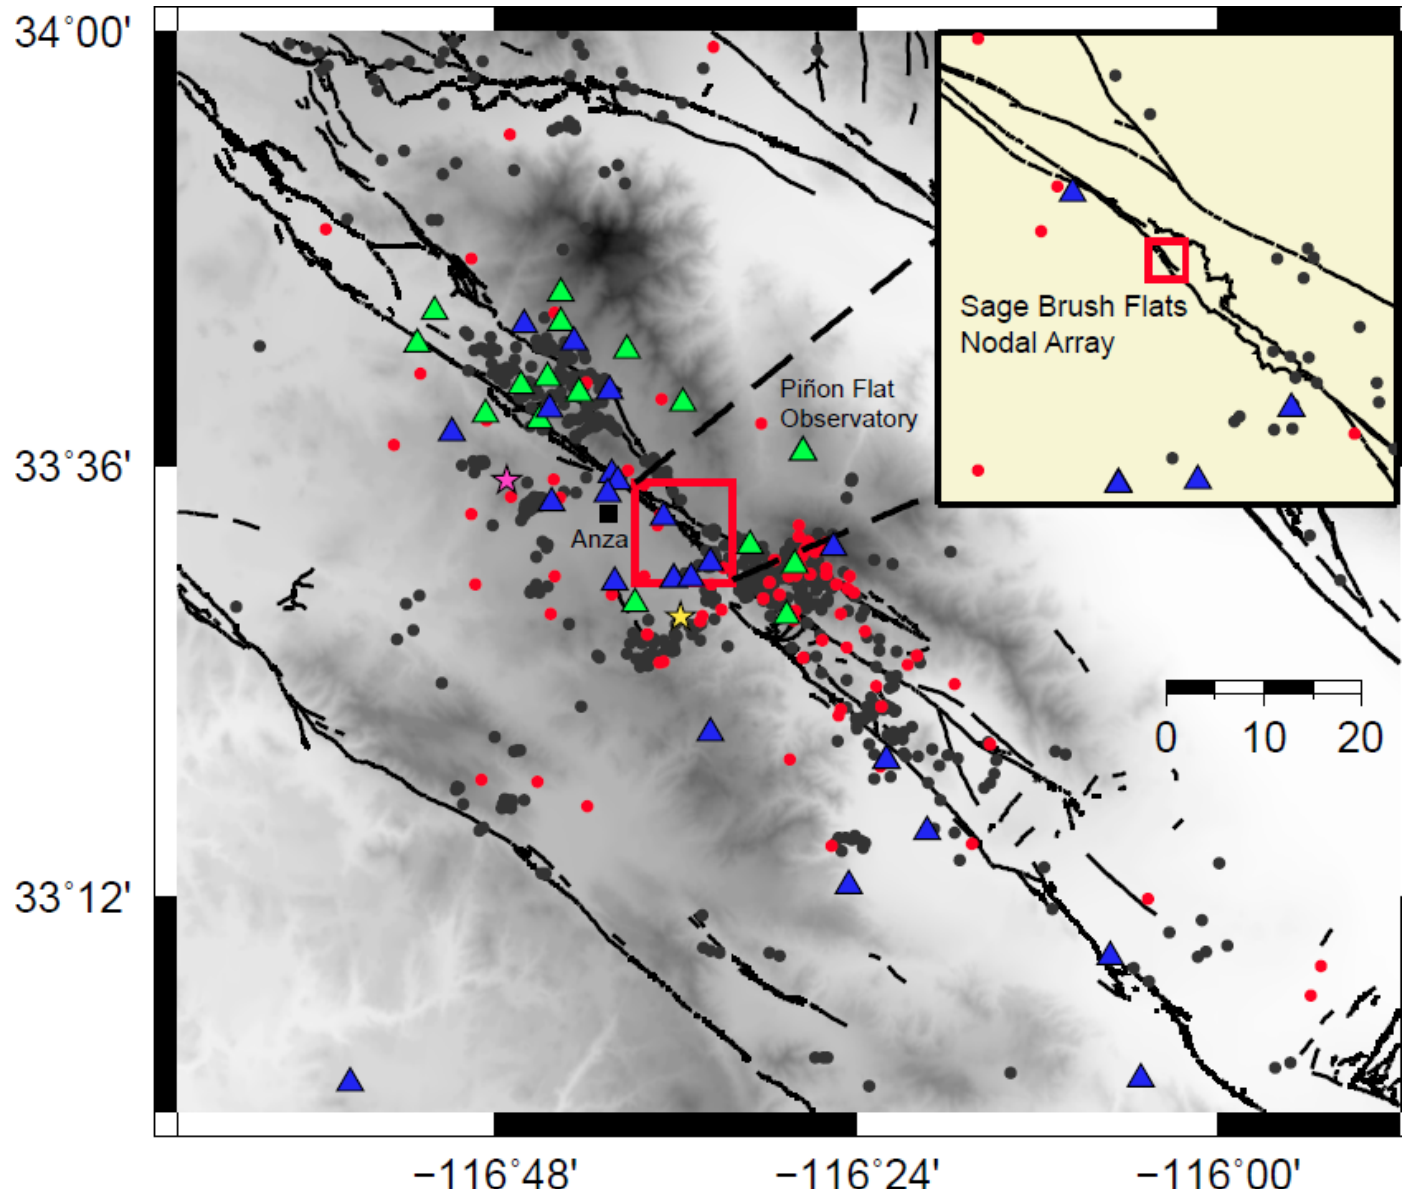 34°00'
Sage Brush Flats
Nodal Array
Piñon Flat
Observatory
33°36'
Anza
0 10 20
33°12'
−116°48' −116°24' −116°00'